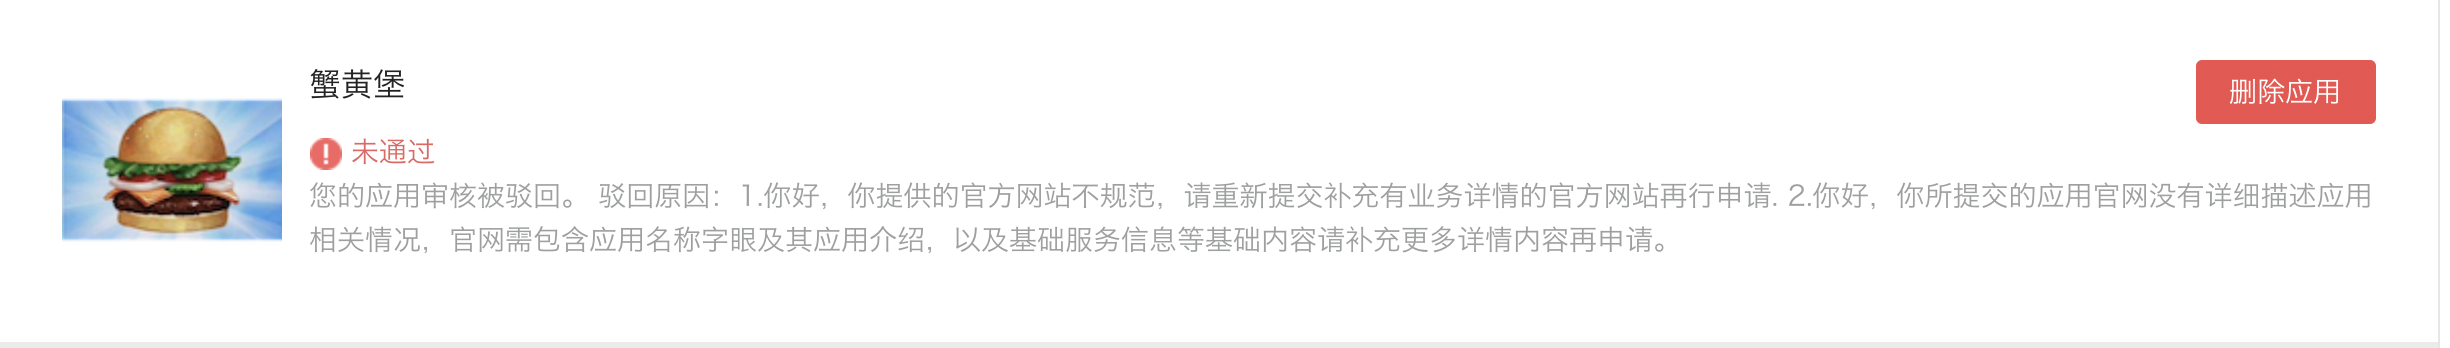 蟹黄堡
删除应用
未通过
您的应用审核被驳回。 驳回原因：1.你好，你提供的官方网站不规范，请重新提交补充有业务详情的官方网站再行申请. 2.你好，你所提交的应用官网没有详细描述应用
相关情况，官网需包含应用名称字眼及其应用介绍，以及基础服务信息等基础内容请补充更多详情内容再申请。